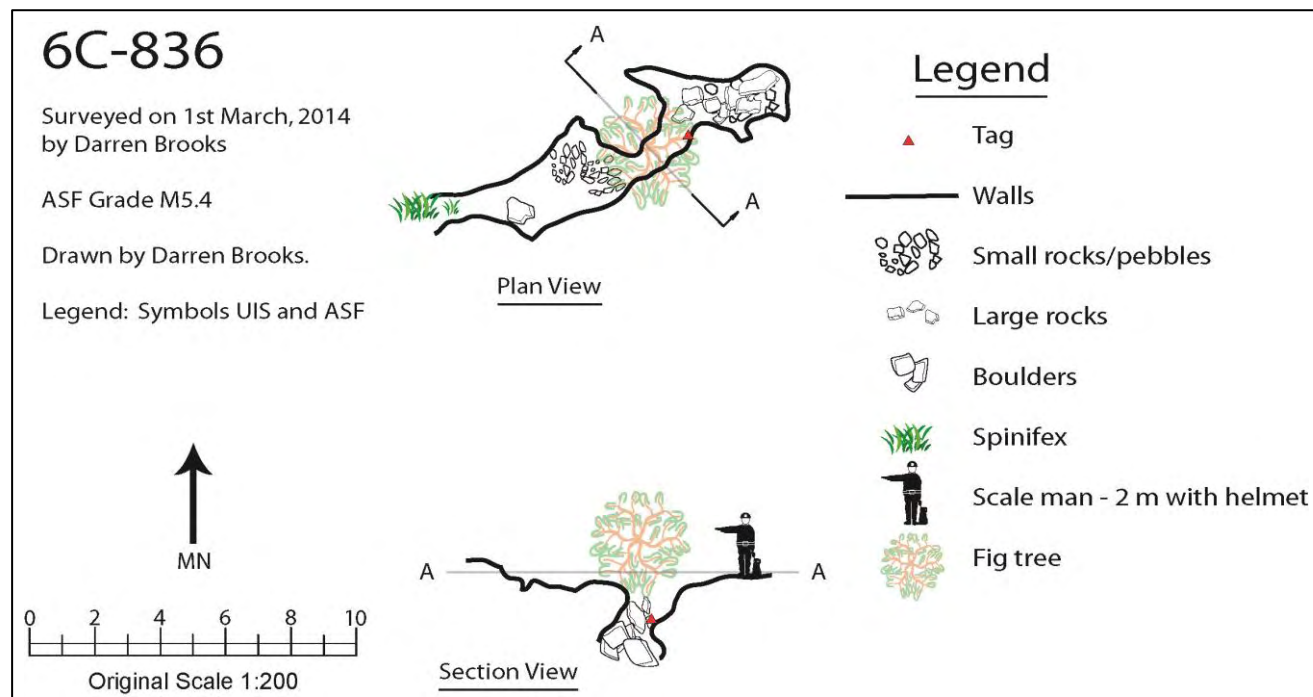 6C-836
Surveyed on 1st March, 2014
by Darren Brooks
ASF Grade M5.4
Drawn by Darren Brooks.
Legend: Symbols UIS and ASF
A
A
Plan View
MN
0 2 4 6 8 10
Original Scale 1:200
A
A
Section View
Legend
Tag
Walls
Small rocks/pebbles
Large rocks
Boulders
Spinifex
Scale man - 2 m with helmet
Fig tree